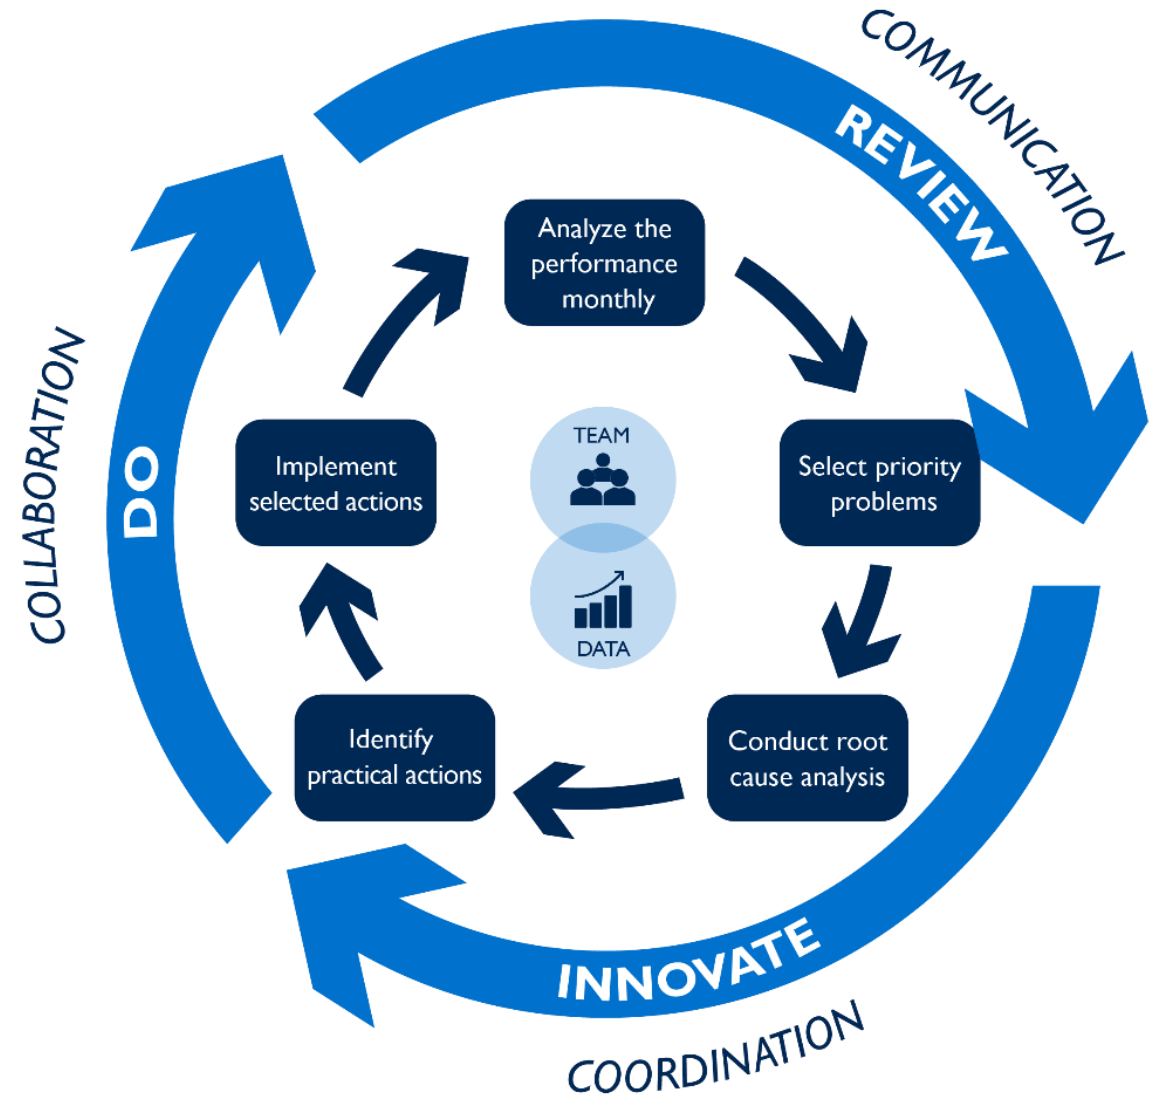 COMMUNICATION
REVIEW
Analyze the
performance
monthly
Select priority
problems
Conduct root
cause analysis
Identify
practical actions
Implement
selected actions
TEAM
DATA
INNOVATE
COORDINATION
DO
COLLABORATION